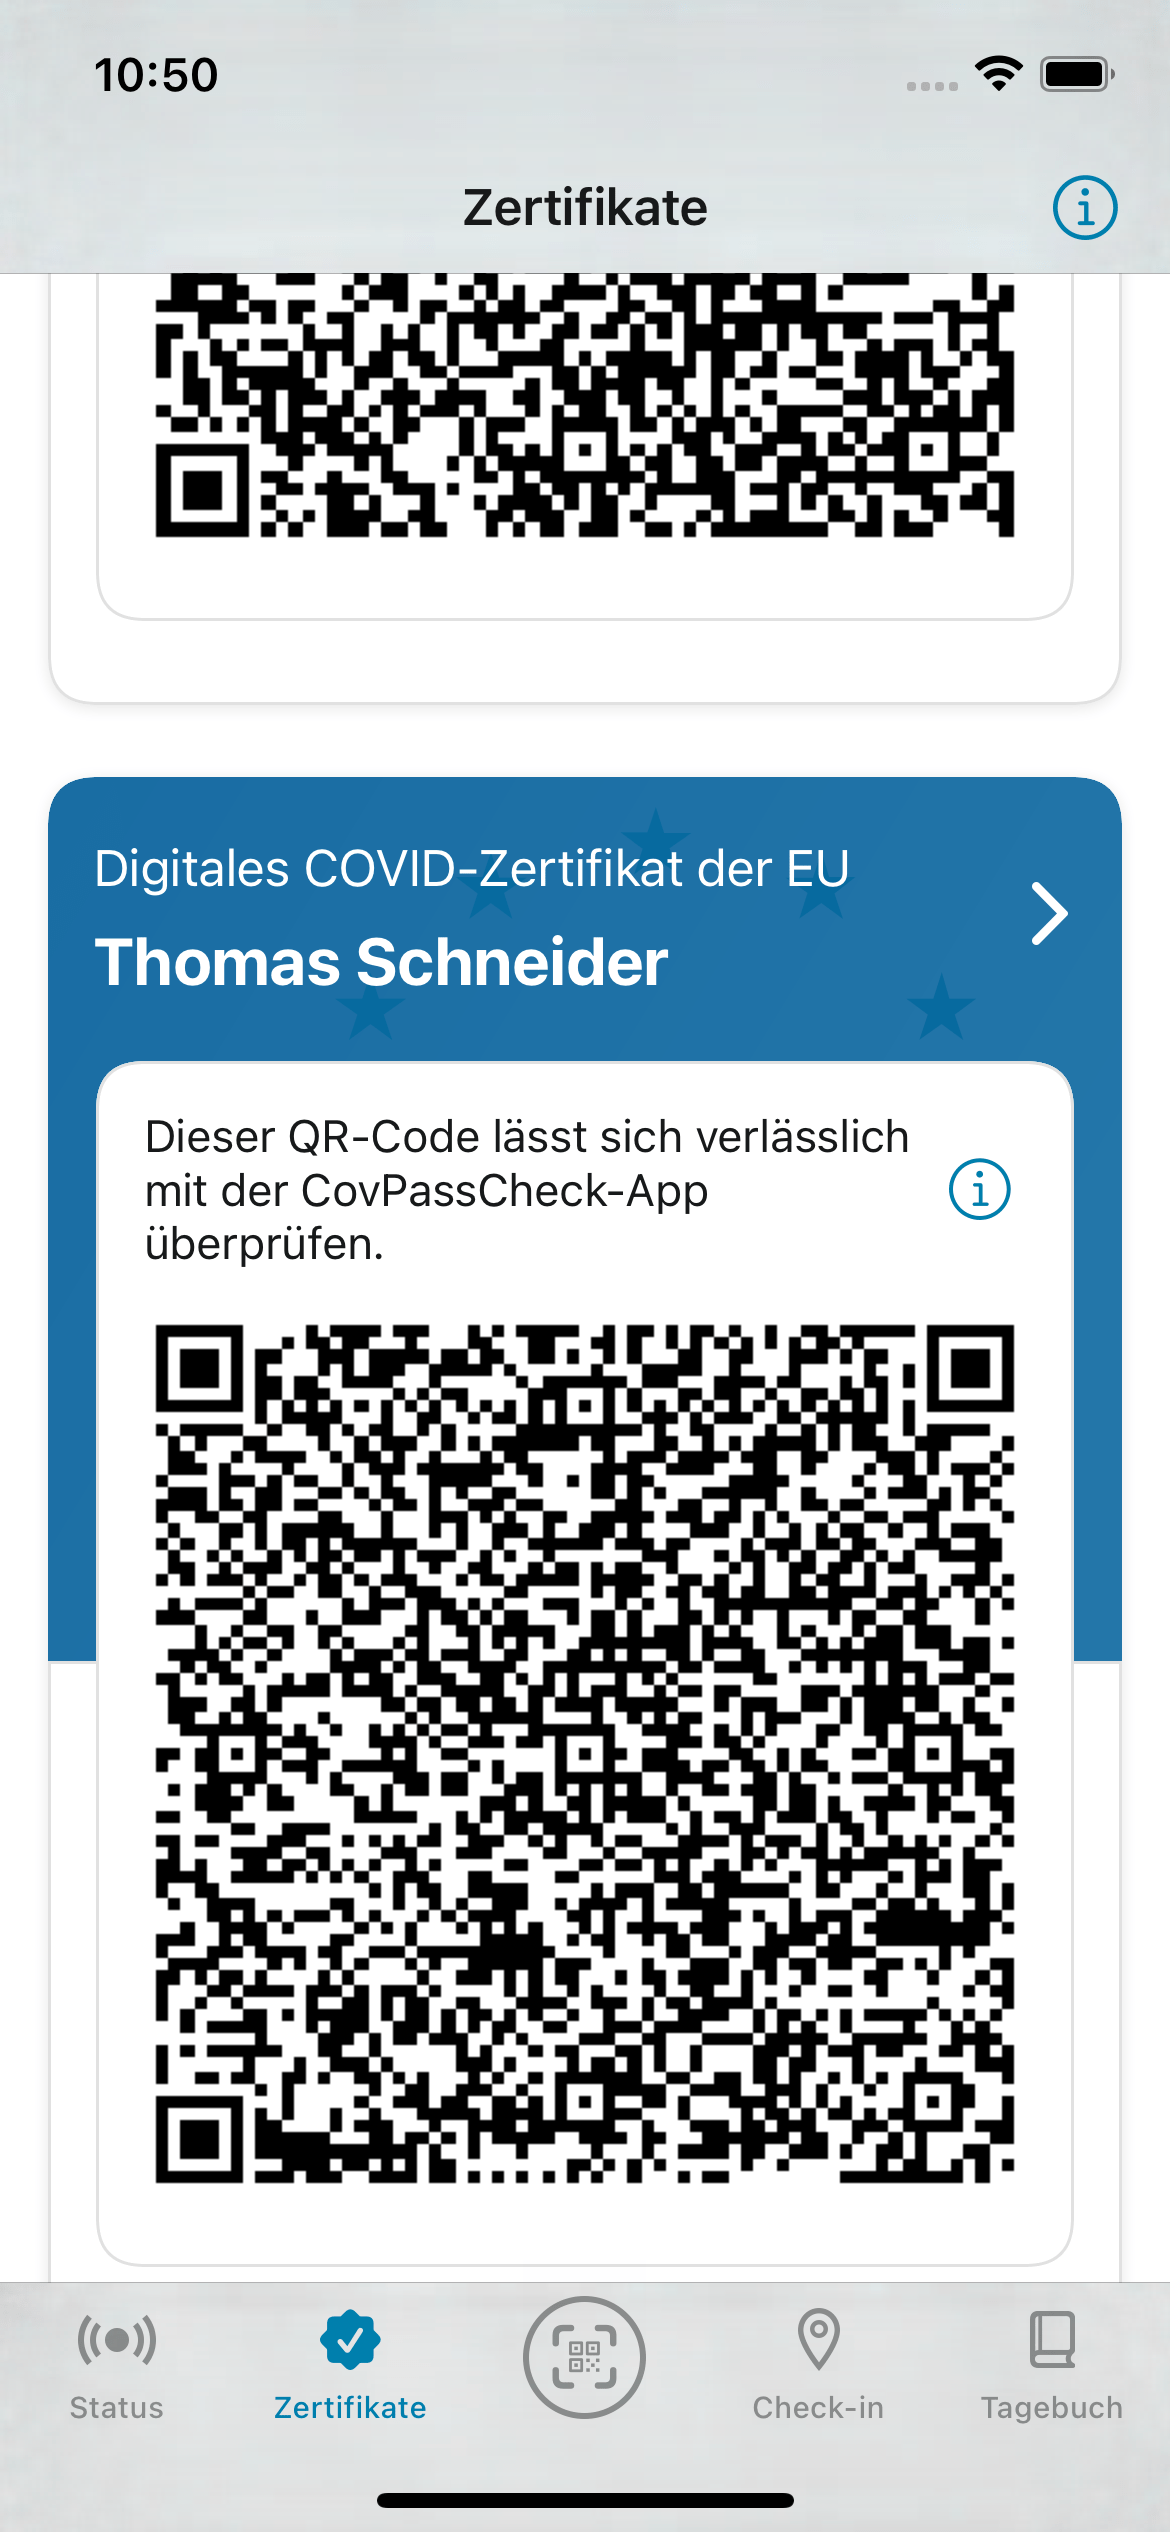 10:50
Zertifikate
Digitales COVID-Zertifikat der EU
Thomas Schneider
Dieser QR-Code lässt sich verlässlich
mit der CovPassCheck-App
überprüfen.
Status
Zertifikate
Check-in
Tagebuch